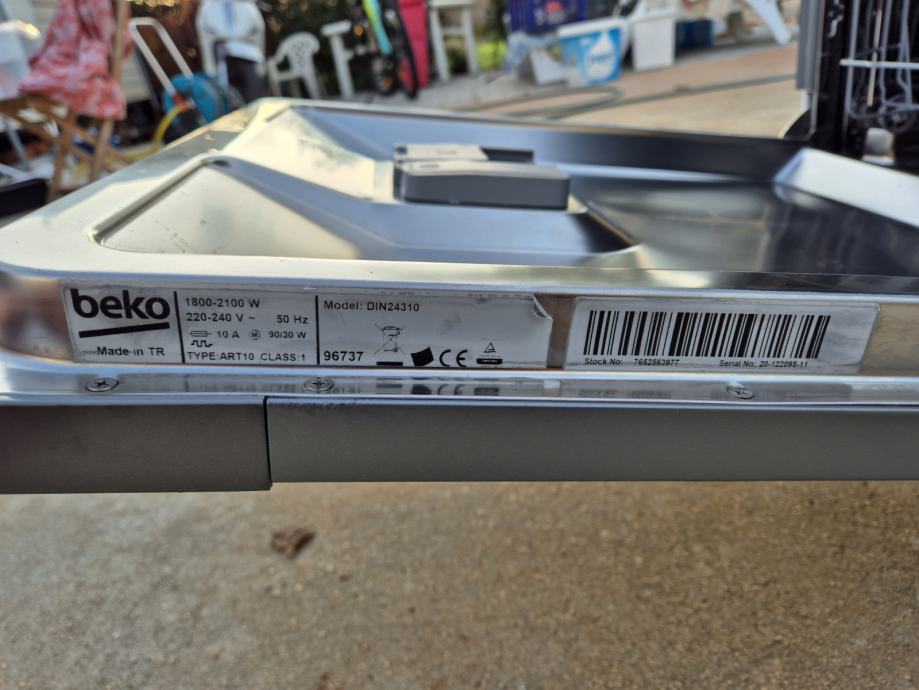 beko
Made in TR
1800-2100 W
220-240 V ~ 50 Hz
10 A M 90/30 W
TYPE:ART10 CLASS:1
Model: DIN24310
96737
CE
Stock No: 7652563977
Serial No. 20-122095-11